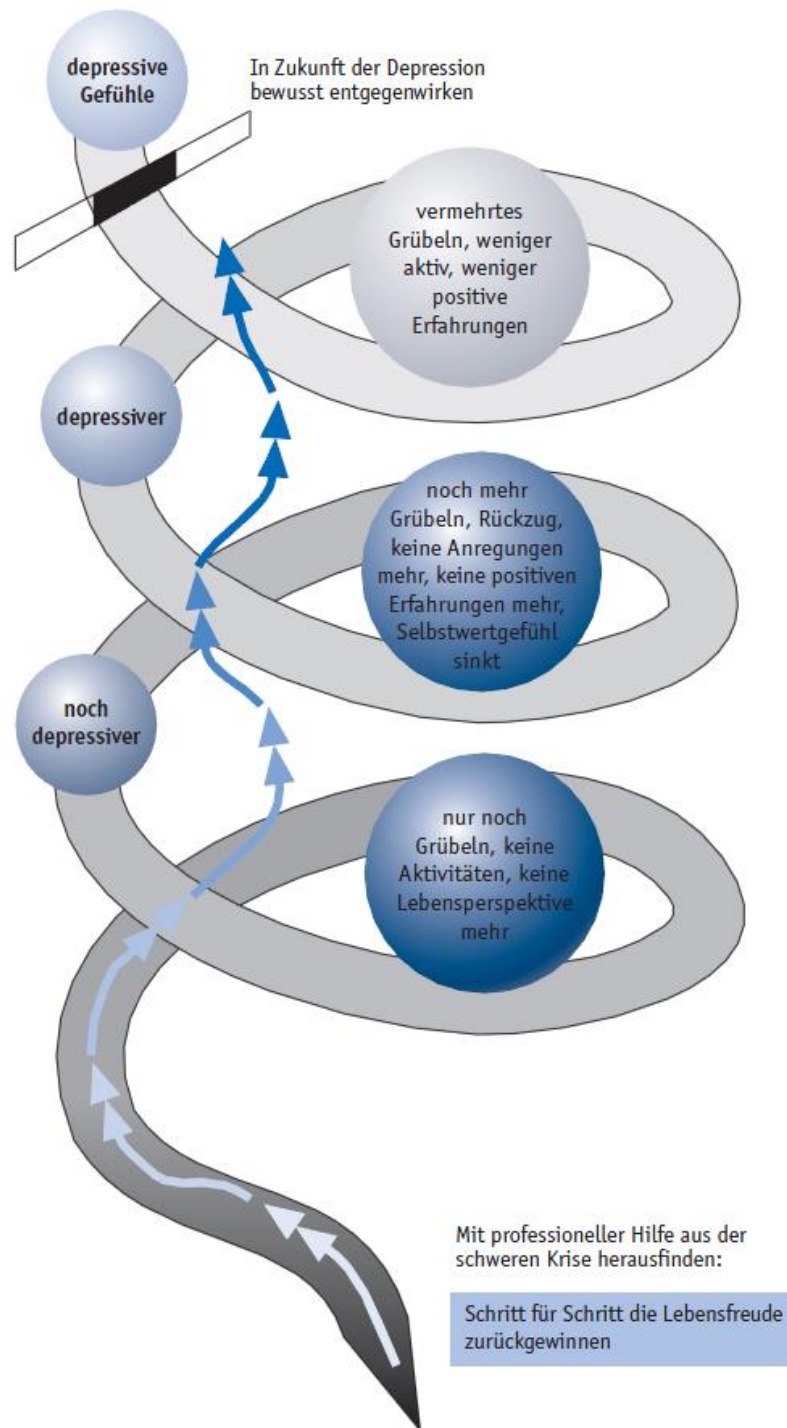 depressive
Gefühle
In Zukunft der Depression
bewusst entgegenwirken
vermehrtes
Grübeln, weniger
aktiv, weniger
positive
Erfahrungen
depressiver
noch mehr
Grübeln, Rückzug,
keine Anregungen
mehr, keine positiven
Erfahrungen mehr,
Selbstwertgefühl
sinkt
noch
depressiver
nur noch
Grübeln, keine
Aktivitäten, keine
Lebensperspektive
mehr
Mit professioneller Hilfe aus der
schweren Krise herausfinden:
Schritt für Schritt die Lebensfreude
zurückgewinnen